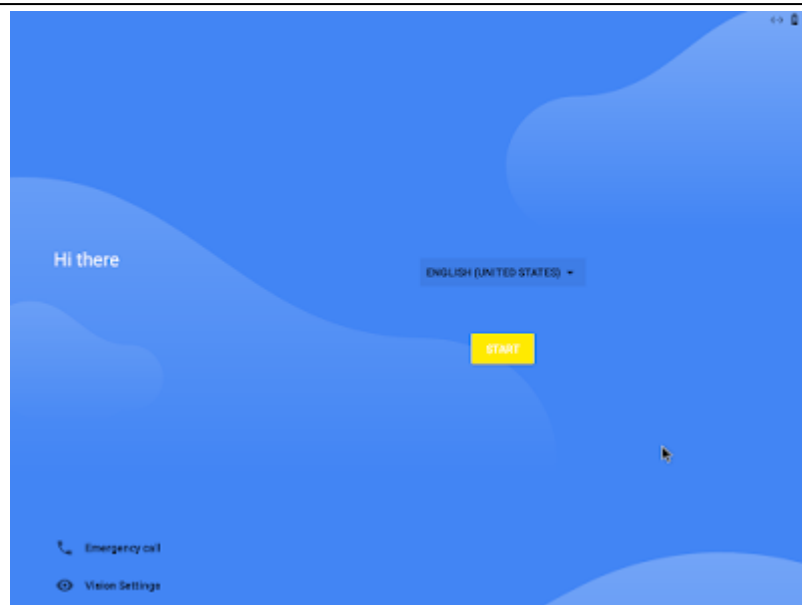 Hi there
ENGLISH (UNITED STATES)
START
Emergency call
Vision Settings